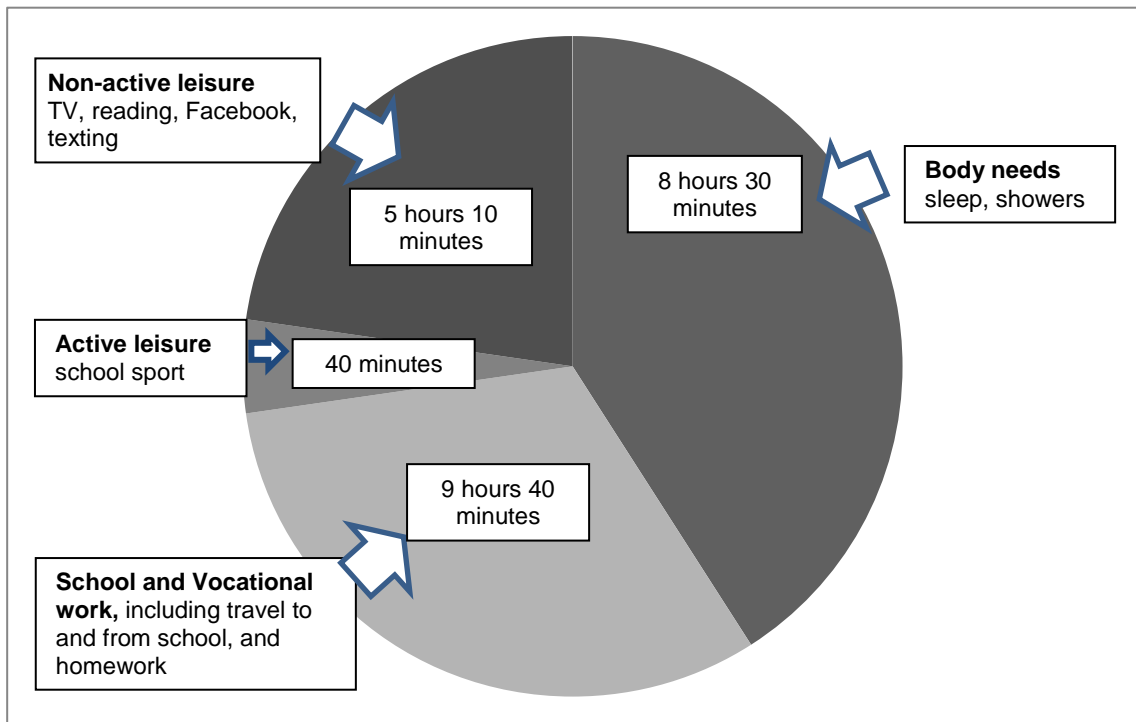 Non-active leisure
TV, reading, Facebook,
texting
8 hours 30
minutes
Body needs
sleep, showers
5 hours 10
minutes
Active leisure
school sport
40 minutes
9 hours 40
minutes
School and Vocational
work, including travel to
and from school, and
homework